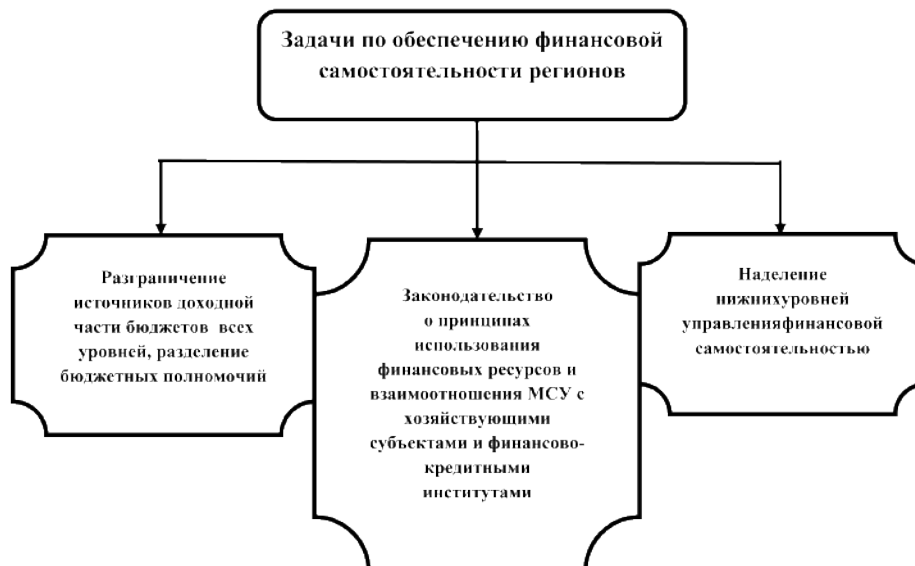 Задачи по обеспечению финансовой
самостоятельности регионов
Разграничение
источников доходной
части бюджетов всех
уровней, разделение
бюджетных полномочий
Законодательство
о принципах
использования
финансовых ресурсов и
взаимоотношения МСУ с
хозяйствующими
субъектами и финансово-
кредитными
институтами
Наделение
нижнихуровней
управленияфинансовой
самостоятельностью